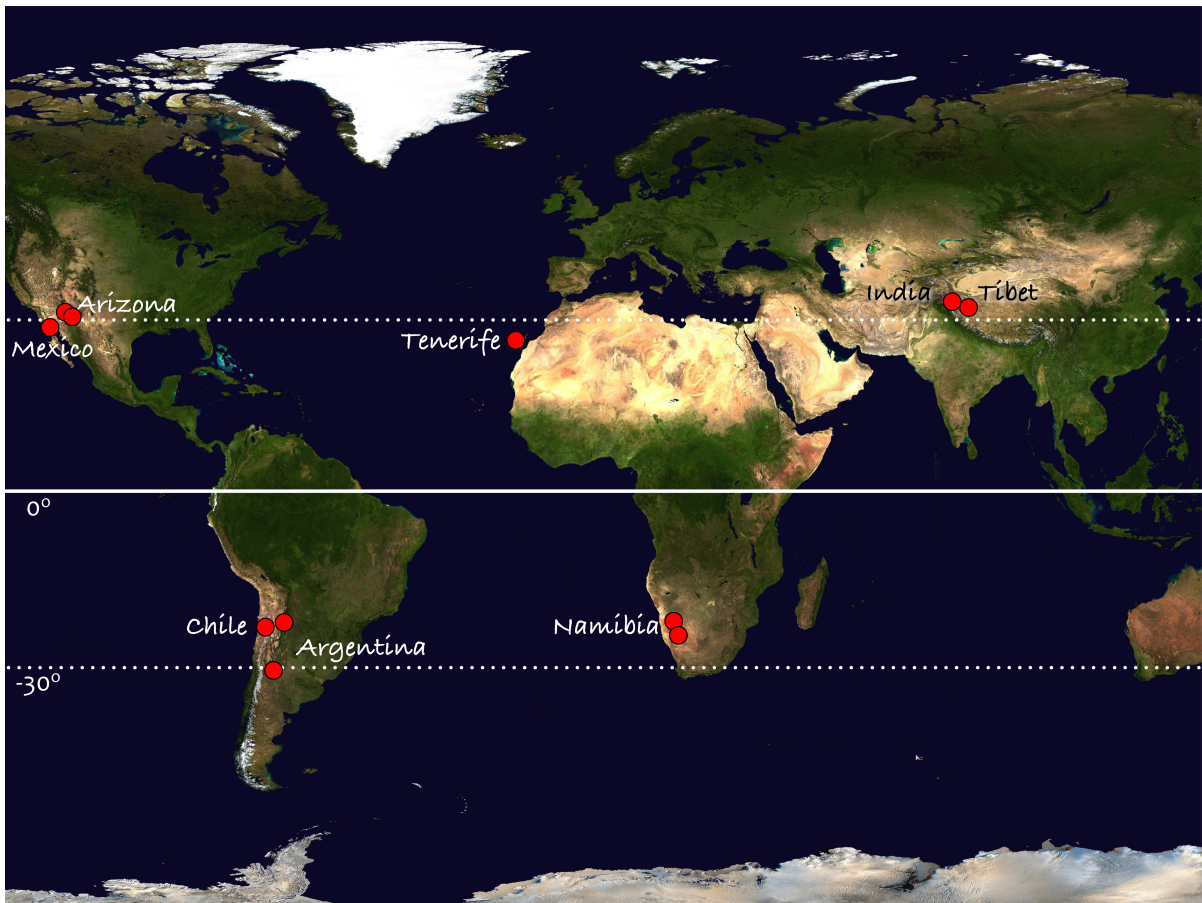 Arizona
India
Tibet
Mexico
Tenerife
0°
Chile
Namibia
Argentina
-30°